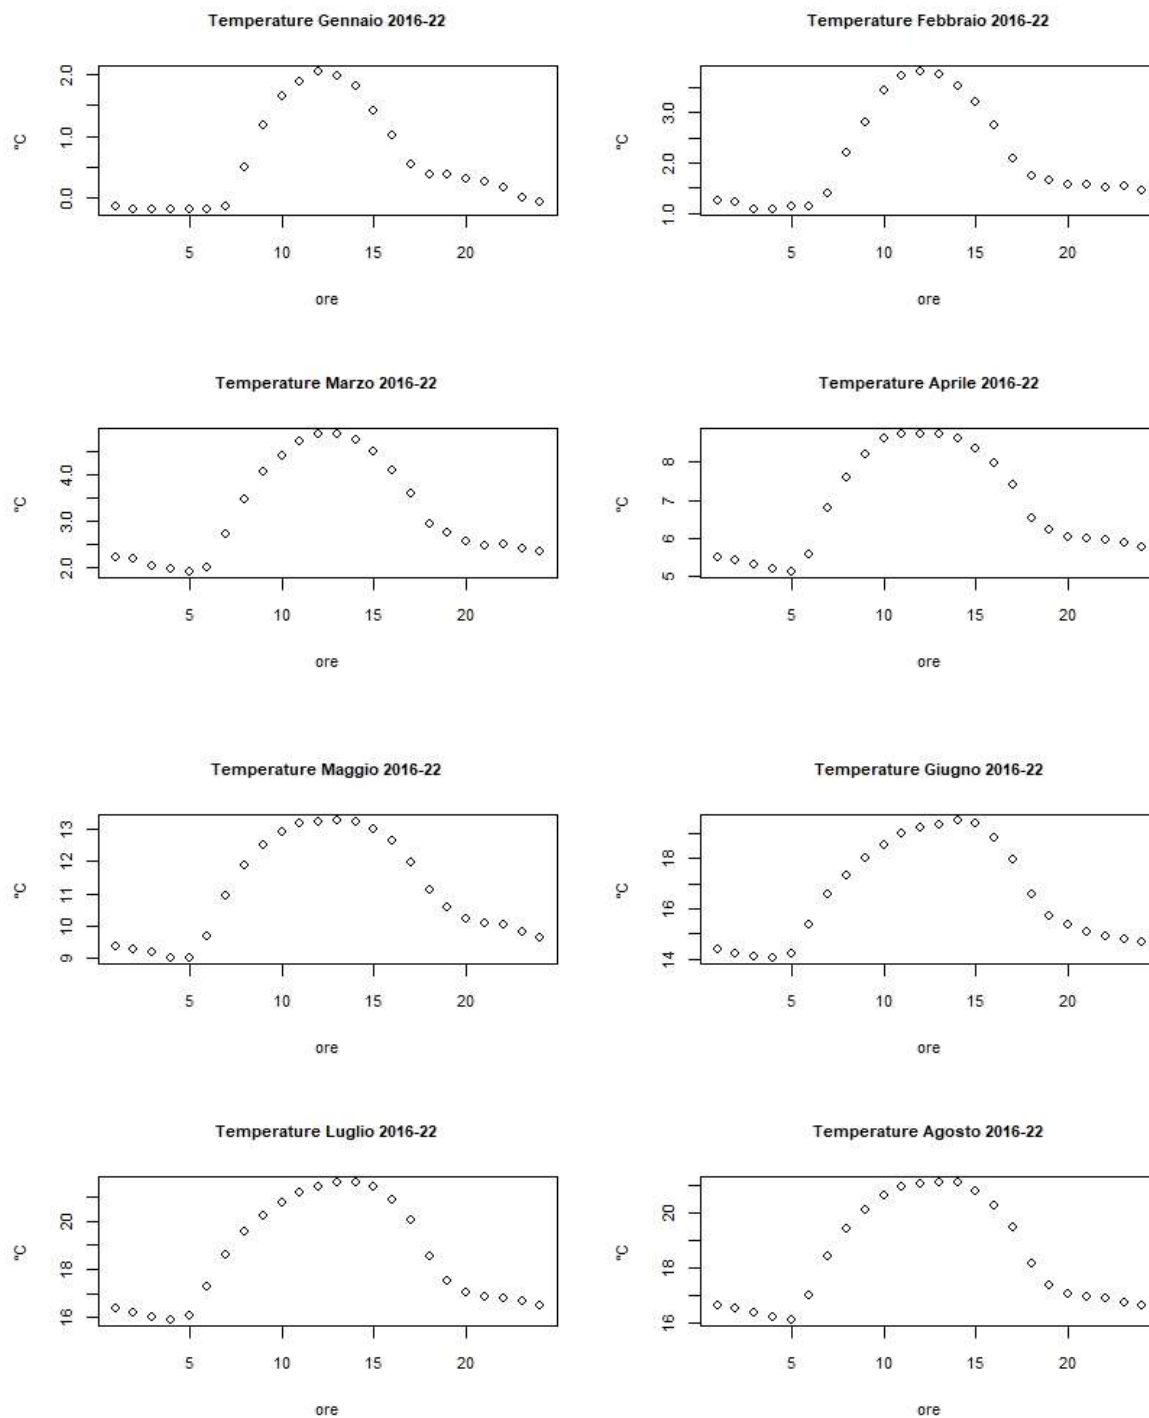 Temperature Gennaio 2016-22
°C
2.0
1.0
0.0
5 10 15 20
ore
Temperature Febbraio 2016-22
°C
3.0
2.0
1.0
5 10 15 20
ore
Temperature Marzo 2016-22
°C
4.0
3.0
2.0
5 10 15 20
ore
Temperature Aprile 2016-22
°C
8
7
6
5
5 10 15 20
ore
Temperature Maggio 2016-22
°C
13
12
11
10
9
5 10 15 20
ore
Temperature Giugno 2016-22
°C
18
16
14
5 10 15 20
ore
Temperature Luglio 2016-22
°C
20
18
16
5 10 15 20
ore
Temperature Agosto 2016-22
°C
20
18
16
5 10 15 20
ore